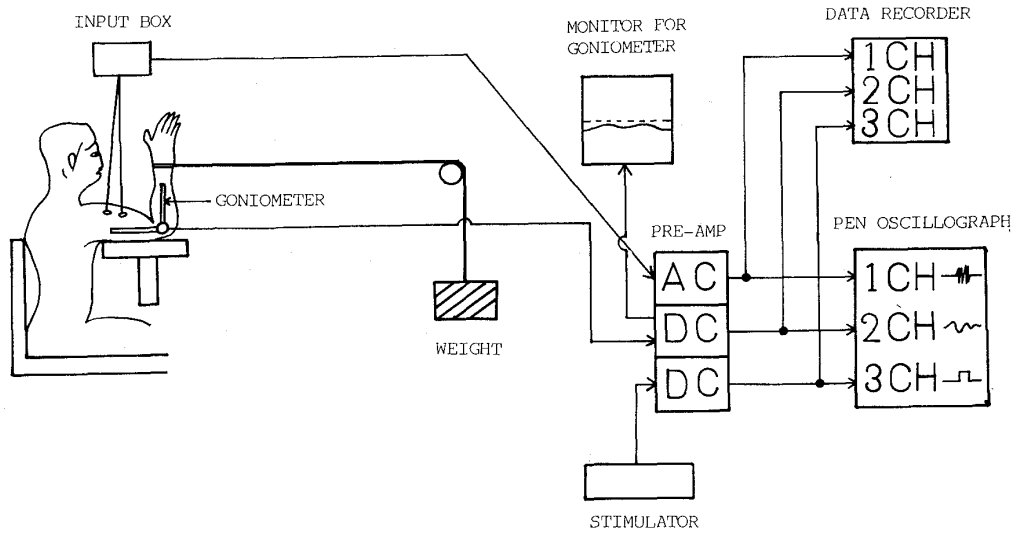 INPUT BOX
MONITOR FOR
GONIOMETER
DATA RECORDER
1CH
2CH
3CH
GONIOMETER
PRE-AMP
AC
DC
DC
PEN OSCILLOGRAPH
1CH
2CH
3CH
WEIGHT
STIMULATOR